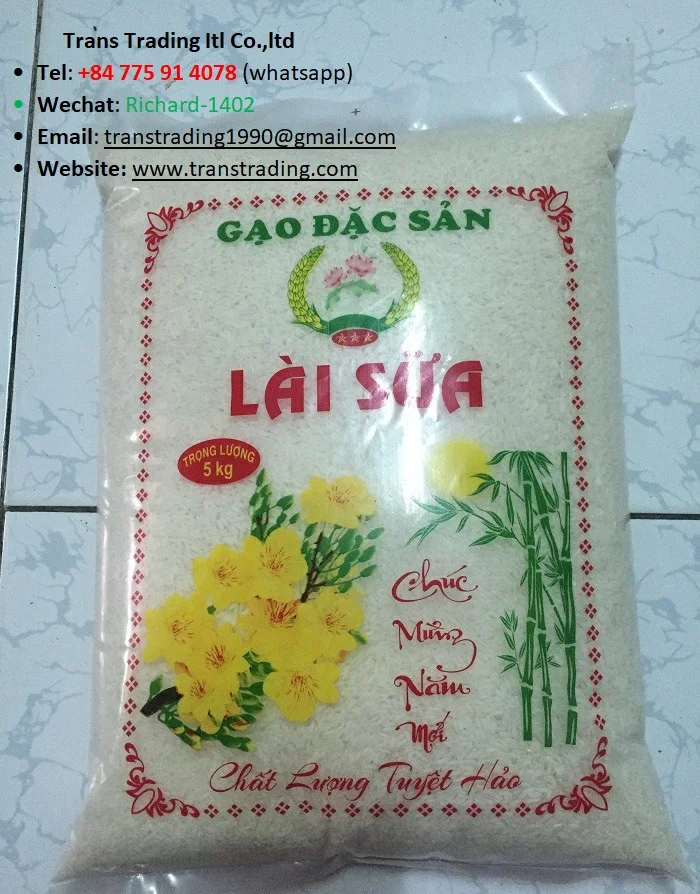 Trans Trading Itl Co.,ltd
Tel: +84 775 91 4078 (whatsapp)
Wechat: Richard-1402
Email: transtrading1990@gmail.com
Website: www.transtrading.com
GẠO ĐẶC SẢN
LÀI SỮA
TRỌNG LƯỢNG
5 kg
Chúc
Mừng
Năm
Mới
Chất Lượng Tuyệt Hảo